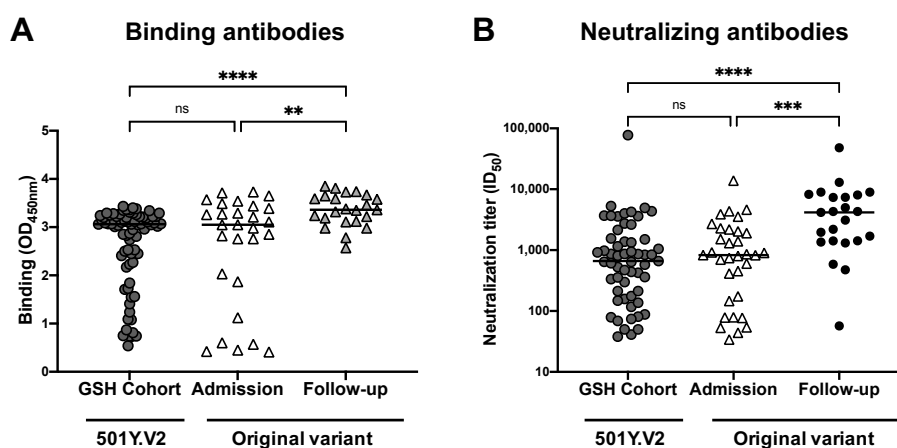 A
Binding antibodies
****
ns
**
5
4
3
2
1
0
Binding (OD450nm)
GSH Cohort Admission Follow-up
501Y.V2 Original variant
B
Neutralizing antibodies
****
ns
***
100,000
10,000
1,000
100
10
Neutralization titer (ID50)
GSH Cohort Admission Follow-up
501Y.V2 Original variant